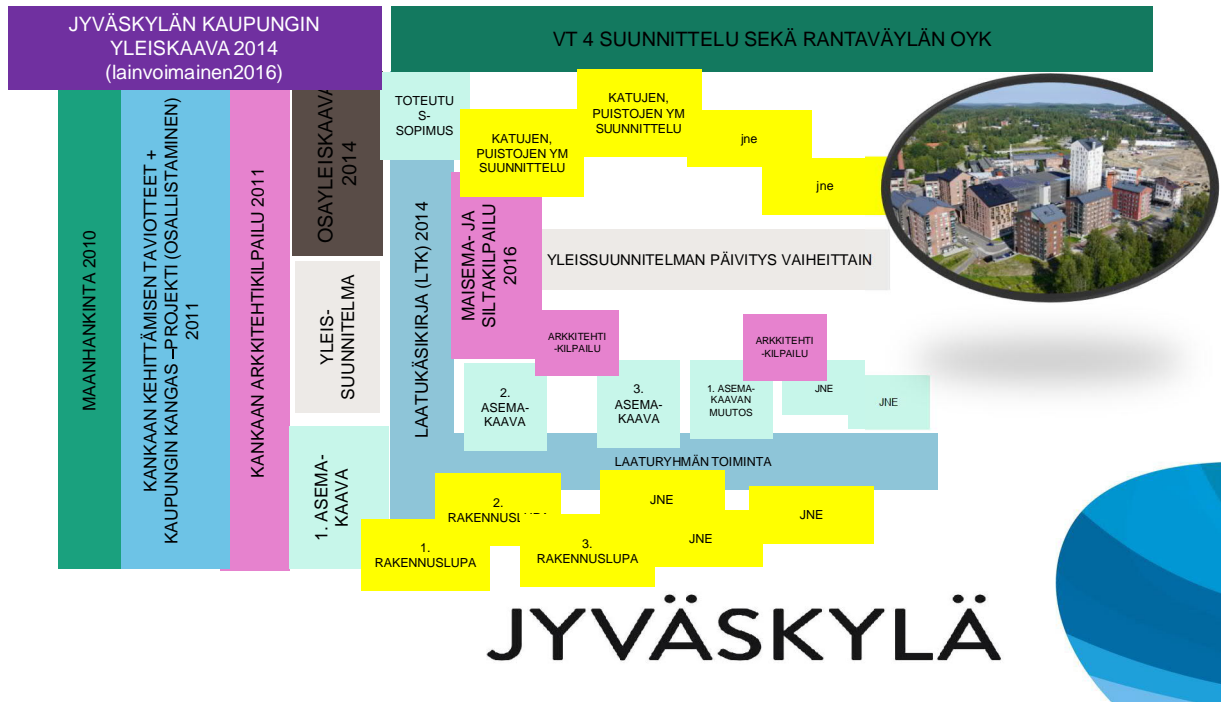 JYVÄSKYLÄN KAUPUNGIN
YLEISKAAVA 2014
(lainvoimainen2016)
VT 4 SUUNNITTELU SEKÄ RANTAVÄYLÄN OYK
MAANHANKINTA 2010
KANKAAN KEHITTÄMISEN TAVIOTTEET +
KAUPUNGIN KANGAS –PROJEKTI (OSALLISTAMINEN)
2011
KANKAAN ARKKITEHTIKILPAILU 2011
OSAYLEISKAAVA
2014
YLEIS-
SUUNNITELMA
1. ASEMA-
KAAVA
TOTEUTU
S-
SOPIMUS
LAATUKÄSIKIRJA (LTK) 2014
KATUJEN,
PUISTOJEN YM
SUUNNITTELU
KATUJEN,
PUISTOJEN YM
SUUNNITTELU
jne
jne
MAISEMA- JA
SILTAKILPAILU
2016
YLEISSUUNNITELMAN PÄIVITYS VAIHEITTAIN
ARKKITEHTI
-KILPAILU
ARKKITEHTI
-KILPAILU
2.
ASEMA-
KAAVA
3.
ASEMA-
KAAVA
1. ASEMA-
KAAVAN
MUUTOS
JNE
JNE
LAATURYHMÄN TOIMINTA
1.
RAKENNUSLUPA
2.
RAKENNUSLUPA
3.
RAKENNUSLUPA
JNE
JNE
JNE
JYVÄSKYLÄ